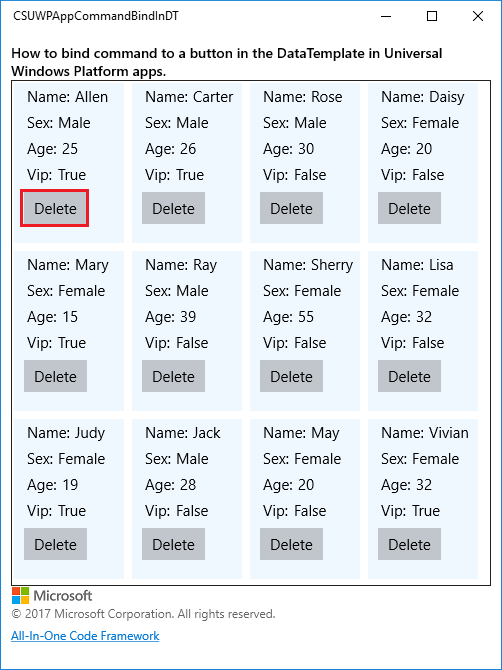 CSUWPAppCommandBindInDT
How to bind command to a button in the DataTemplate in Universal
Windows Platform apps.
Name: Allen
Sex: Male
Age: 25
Vip: True
Delete
Name: Carter
Sex: Male
Age: 26
Vip: True
Delete
Name: Rose
Sex: Male
Age: 30
Vip: False
Delete
Name: Daisy
Sex: Female
Age: 20
Vip: False
Delete
Name: Mary
Sex: Female
Age: 15
Vip: True
Delete
Name: Ray
Sex: Male
Age: 39
Vip: False
Delete
Name: Sherry
Sex: Female
Age: 55
Vip: False
Delete
Name: Lisa
Sex: Female
Age: 32
Vip: False
Delete
Name: Judy
Sex: Female
Age: 19
Vip: True
Delete
Name: Jack
Sex: Male
Age: 28
Vip: False
Delete
Name: May
Sex: Female
Age: 20
Vip: False
Delete
Name: Vivian
Sex: Female
Age: 32
Vip: True
Delete
Microsoft
© 2017 Microsoft Corporation. All rights reserved.
All-In-One Code Framework